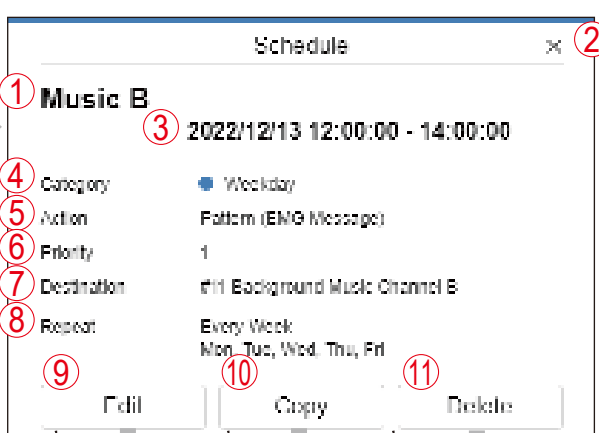 Schedule × ②
① Music B
③ 2022/12/13 12:00:00 - 14:00:00
④ Category Weekday
⑤ Action Pattern (EMG Message)
⑥ Priority 1
⑦ Destination #11 Background Music Channel B
⑧ Repeat Every Week
Mon, Tue, Wed, Thu, Fri
⑨ ⑩ ⑪
Edit Copy Delete